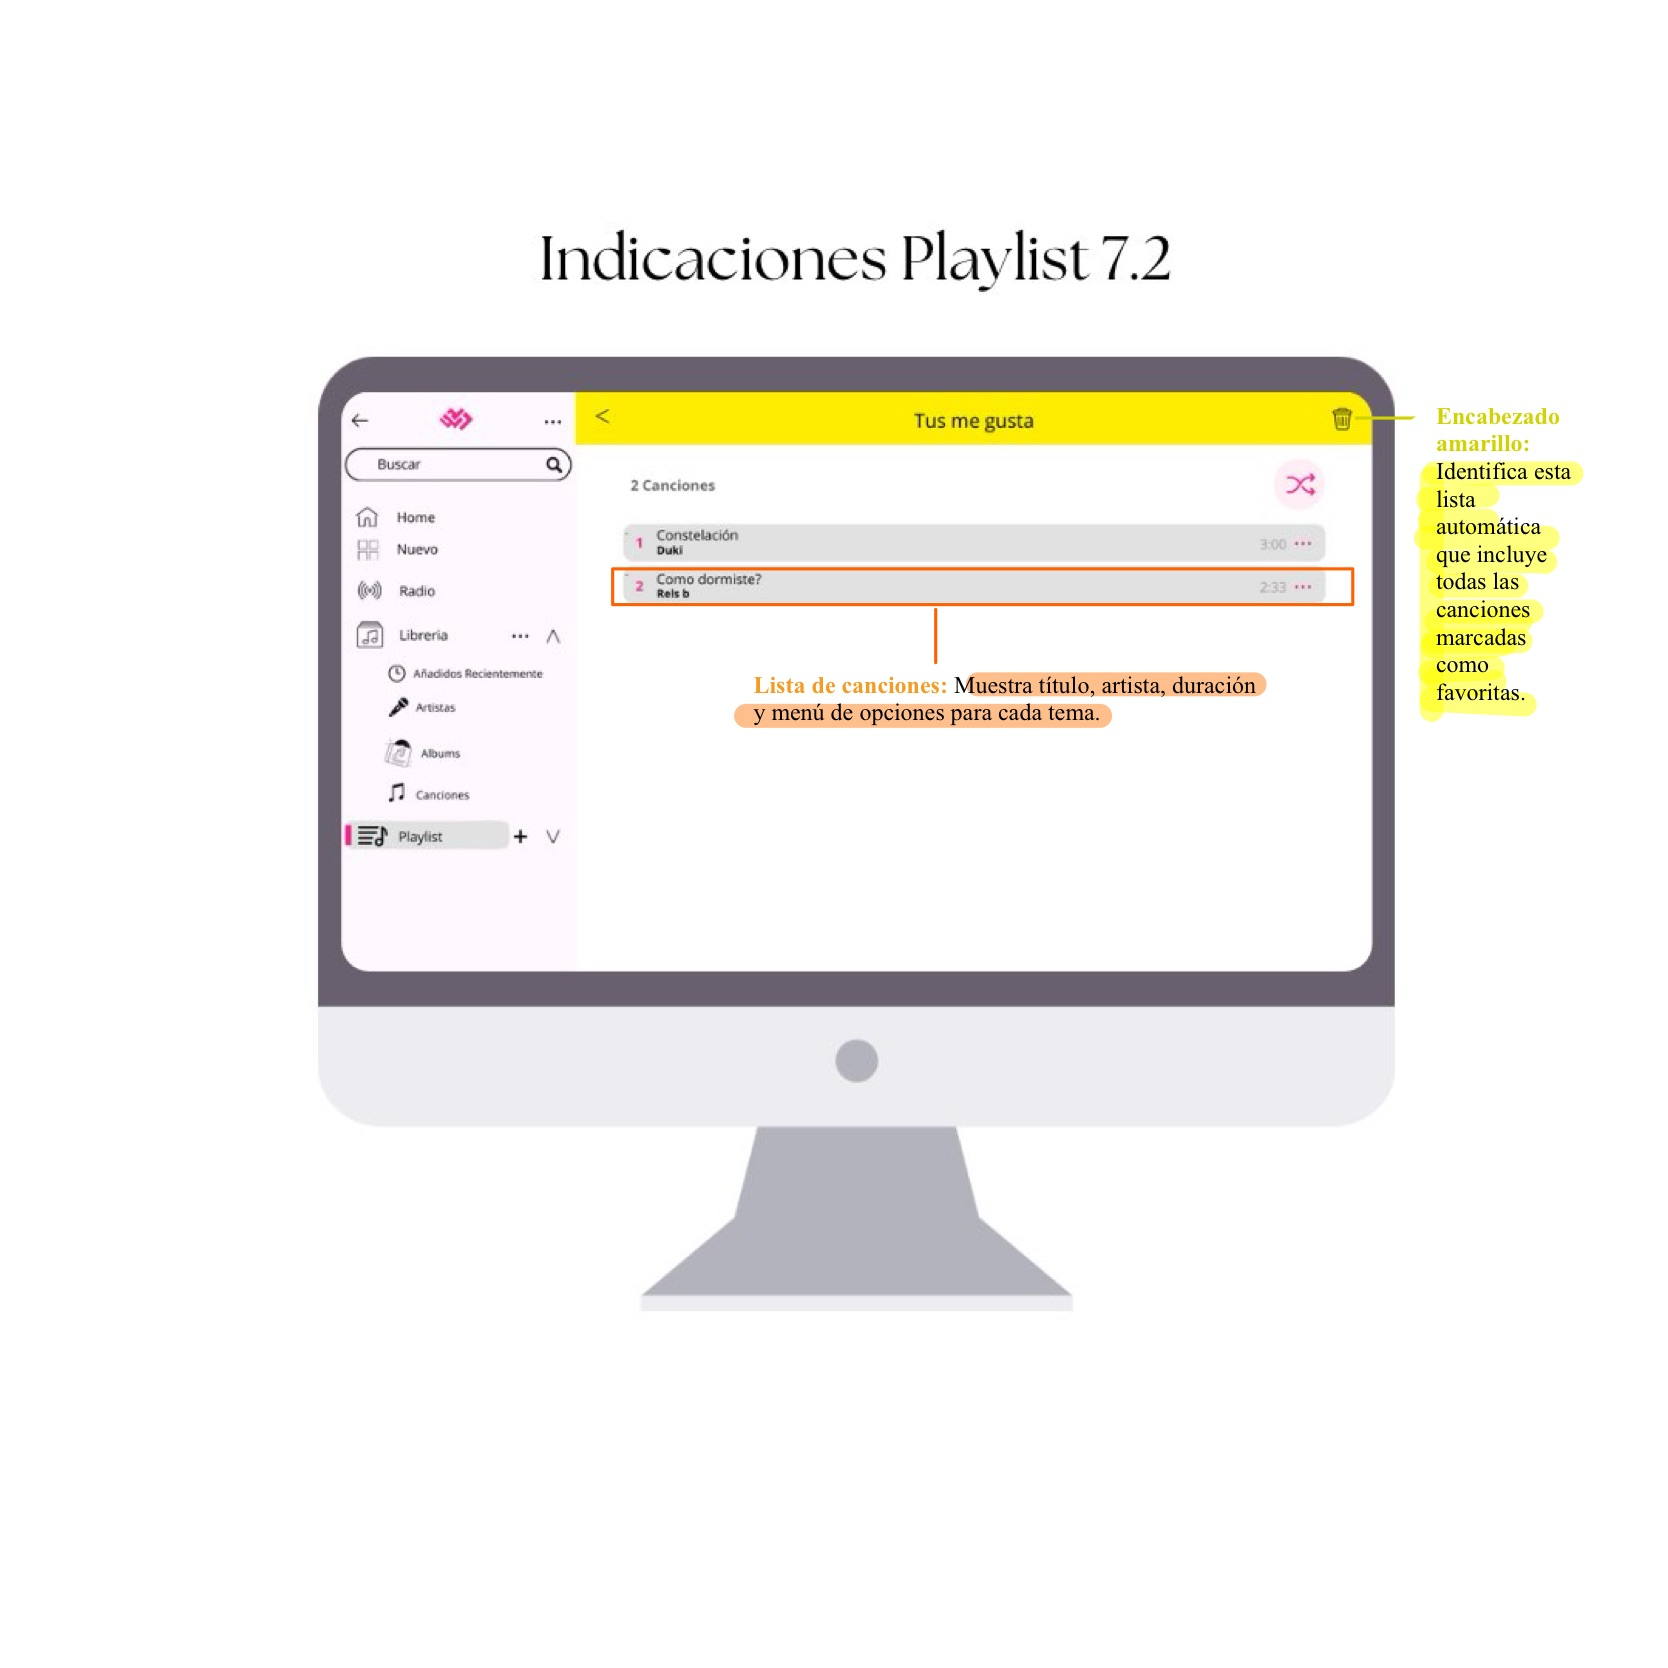 Indicaciones Playlist 7.2
Tus me gusta
Buscar
Home
Nuevo
Radio
Libreria
Añadidos Recientemente
Artistas
Albums
Canciones
Playlist
2 Canciones
1 Constelación 3:00
Duki
2 Como dormiste? 2:33
Rels b
Lista de canciones: Muestra título, artista, duración
y menú de opciones para cada tema.
Encabezado
amarillo:
Identifica esta
lista
automática
que incluye
todas las
canciones
marcadas
como
favoritas.